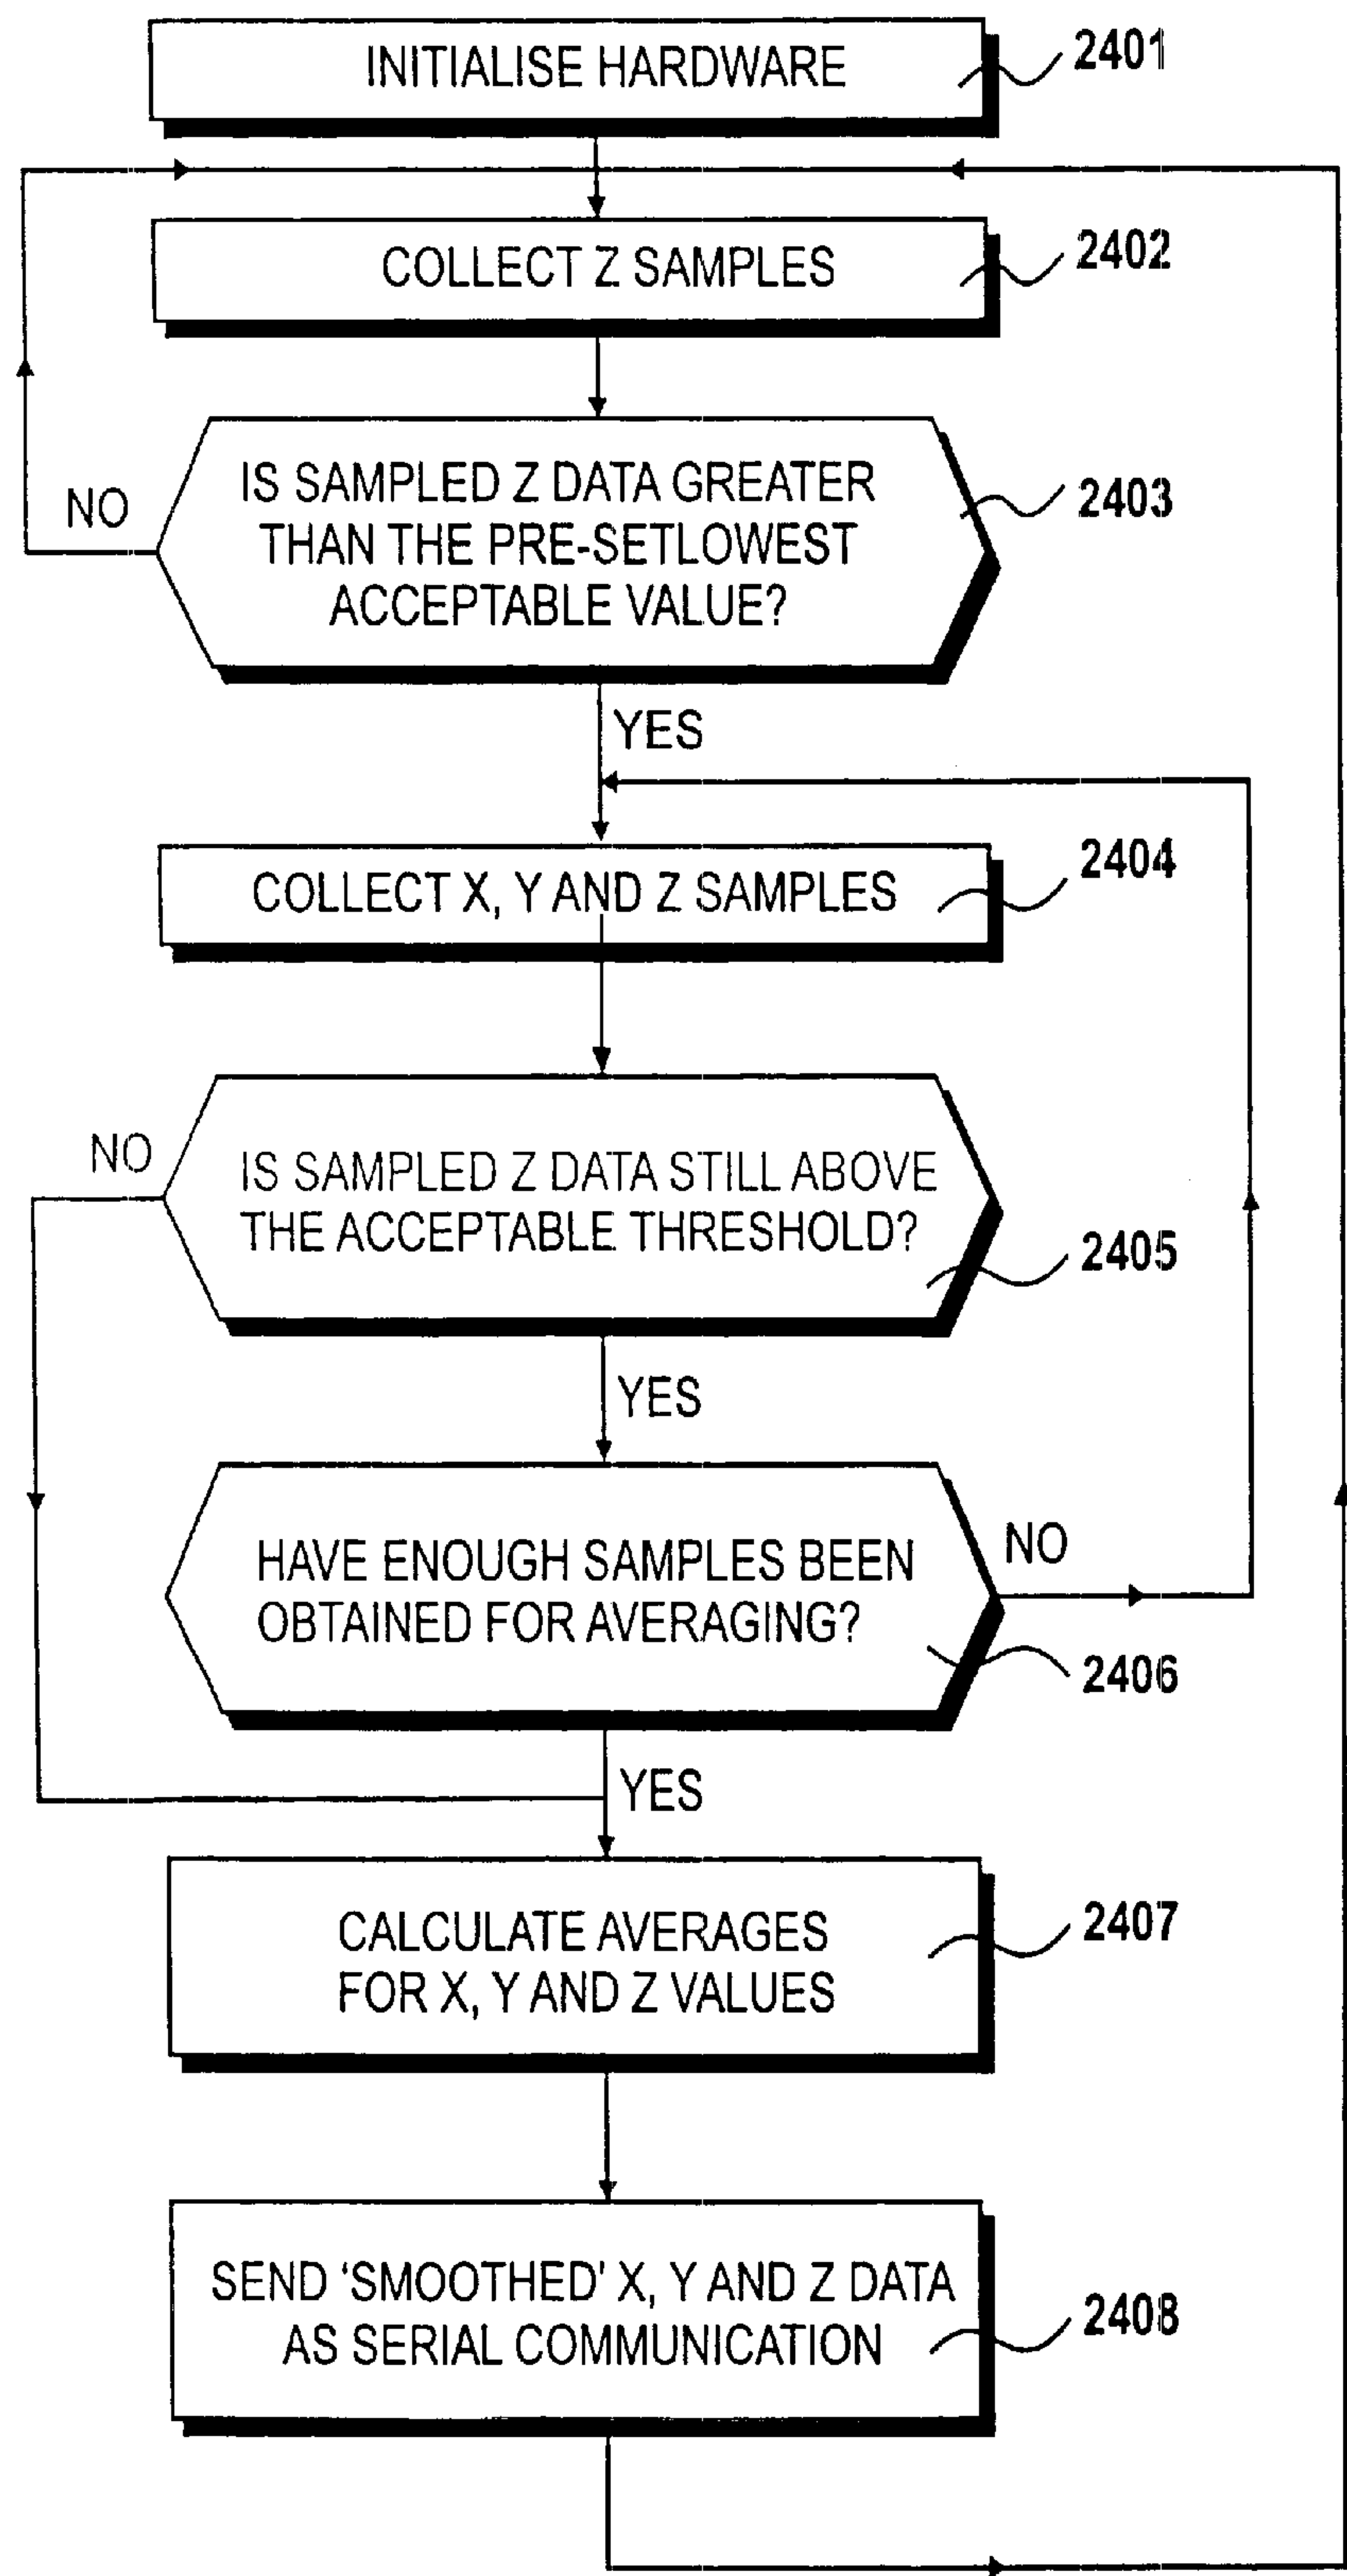 INITIALISE HARDWARE
2401
COLLECT Z SAMPLES
2402
IS SAMPLED Z DATA GREATER
THAN THE PRE-SETLOWEST
ACCEPTABLE VALUE?
2403
NO
YES
COLLECT X, Y AND Z SAMPLES
2404
NO
IS SAMPLED Z DATA STILL ABOVE
THE ACCEPTABLE THRESHOLD?
2405
YES
HAVE ENOUGH SAMPLES BEEN
OBTAINED FOR AVERAGING?
NO
2406
YES
CALCULATE AVERAGES
FOR X, Y AND Z VALUES
2407
SEND ‘SMOOTHED’ X, Y AND Z DATA
AS SERIAL COMMUNICATION
2408